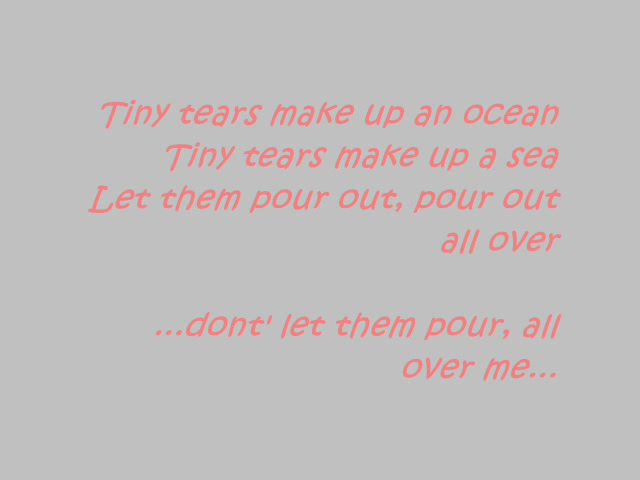 Tiny tears make up an ocean
Tiny tears make up a sea
Let them pour out, pour out
all over
...dont' let them pour, all
over me...